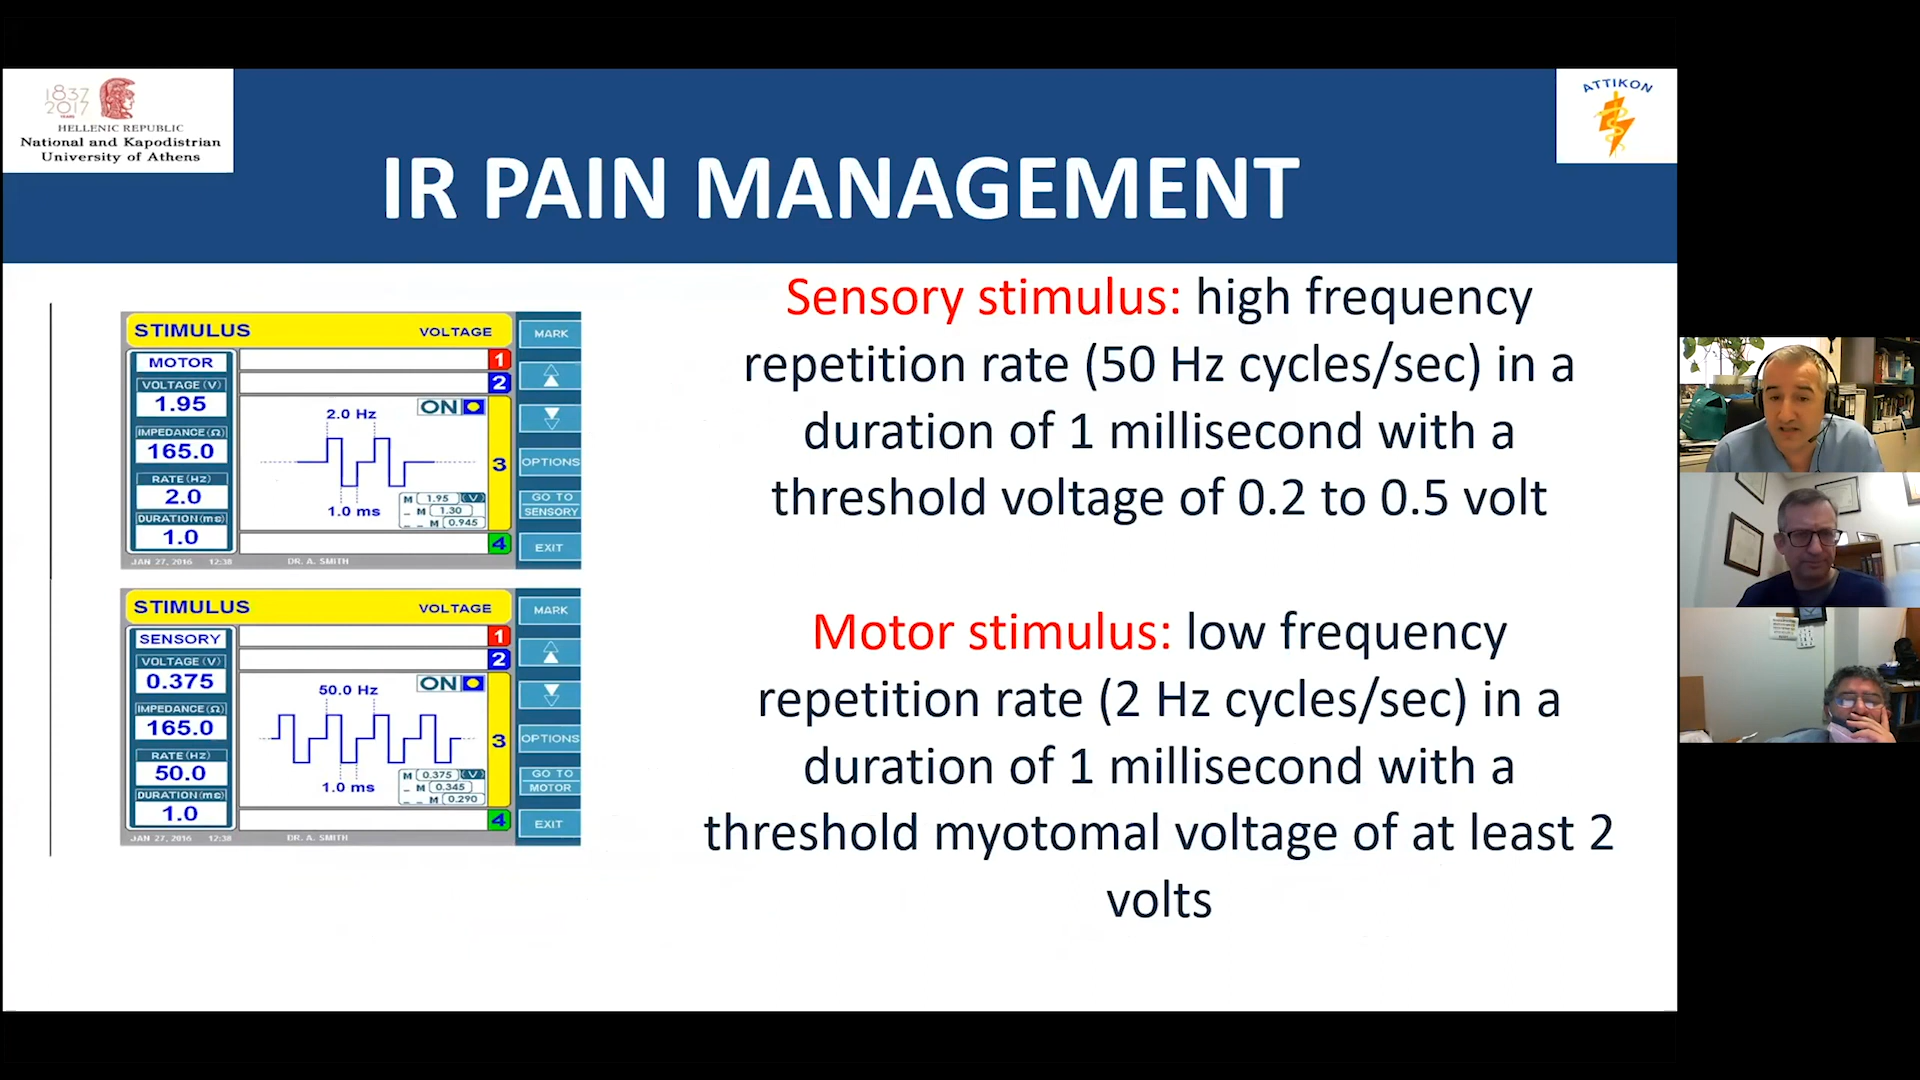 1837
2017
YEARS
HELLENIC REPUBLIC
National and Kapodistrian
University of Athens
ATTIKON
IR PAIN MANAGEMENT
STIMULUS VOLTAGE
MOTOR
VOLTAGE (V)
1.95
IMPEDANCE (Ω)
165.0
RATE (Hz)
2.0
DURATION (ms)
1.0
1
2
ON
2.0 Hz
3
1.0 ms
M 1.95 (V)
_ M 1.30
_ _ M 0.945
4
MARK
OPTIONS
GO TO
SENSORY
EXIT
JAN 27, 2016 12:38 DR. A. SMITH
STIMULUS VOLTAGE
SENSORY
VOLTAGE (V)
0.375
IMPEDANCE (Ω)
165.0
RATE (Hz)
50.0
DURATION (ms)
1.0
1
2
ON
50.0 Hz
3
1.0 ms
M 0.375 (V)
_ M 0.345
_ _ M 0.290
4
MARK
OPTIONS
GO TO
MOTOR
EXIT
JAN 27, 2016 12:38 DR. A. SMITH
Sensory stimulus: high frequency
repetition rate (50 Hz cycles/sec) in a
duration of 1 millisecond with a
threshold voltage of 0.2 to 0.5 volt
Motor stimulus: low frequency
repetition rate (2 Hz cycles/sec) in a
duration of 1 millisecond with a
threshold myotomal voltage of at least 2
volts